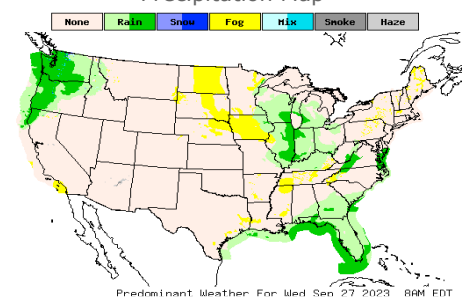 Precipitation Map
None Rain Snow Fog Mix Smoke Haze
Predominant Weather For Wed Sep 27 2023 8AM EDT